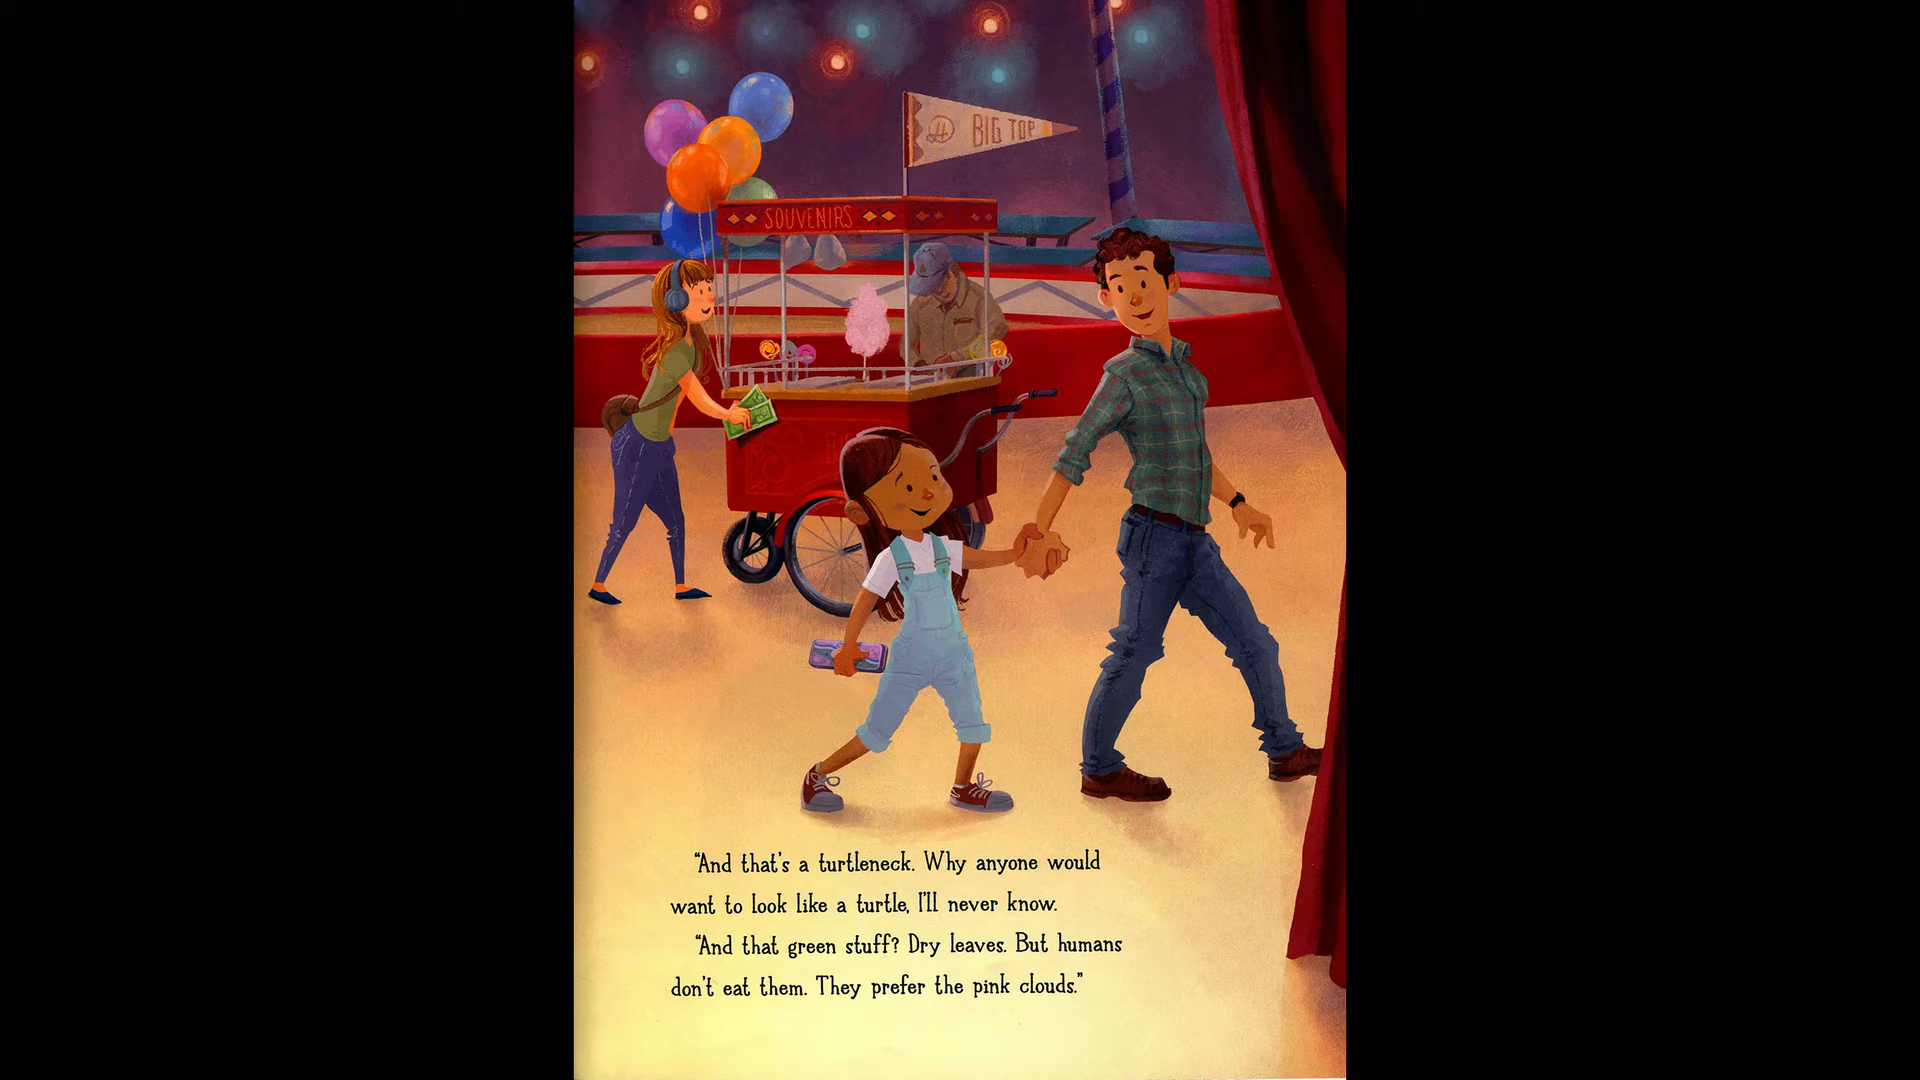 BIG TOP
SOUVENIRS
“And that's a turtleneck. Why anyone would
want to look like a turtle, I'll never know.
“And that green stuff? Dry leaves. But humans
don't eat them. They prefer the pink clouds.”